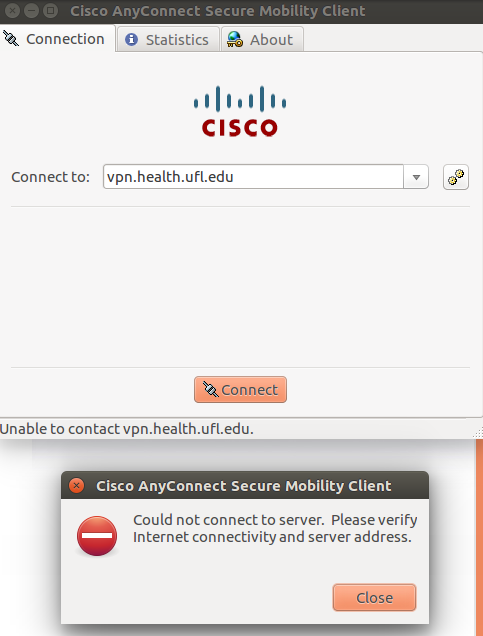 Cisco AnyConnect Secure Mobility Client
Connection Statistics About
CISCO
Connect to: vpn.health.ufl.edu
Connect
Unable to contact vpn.health.ufl.edu.
Cisco AnyConnect Secure Mobility Client
Could not connect to server. Please verify
Internet connectivity and server address.
Close